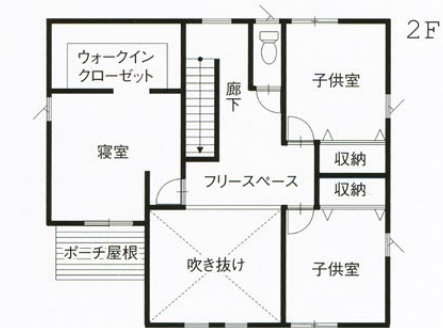 2F
ウォークイン
クローゼット
廊
下
子供室
寝室
収納
フリースペース
収納
ポーチ屋根
吹き抜け
子供室